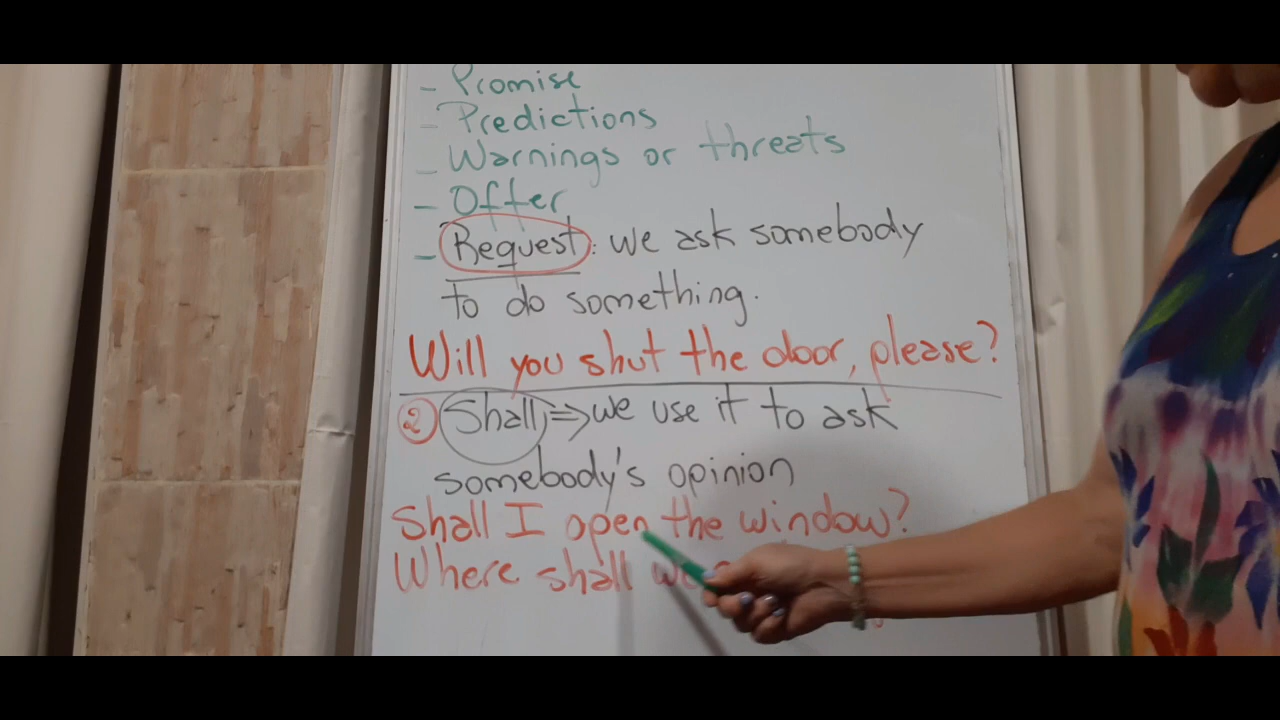 - Promise
- Predictions
- Warnings or threats
- Offer
- Request: we ask somebody
to do something.
Will you shut the door, please?
2 Shall => we use it to ask
somebody's opinion
Shall I open the window?
Where shall